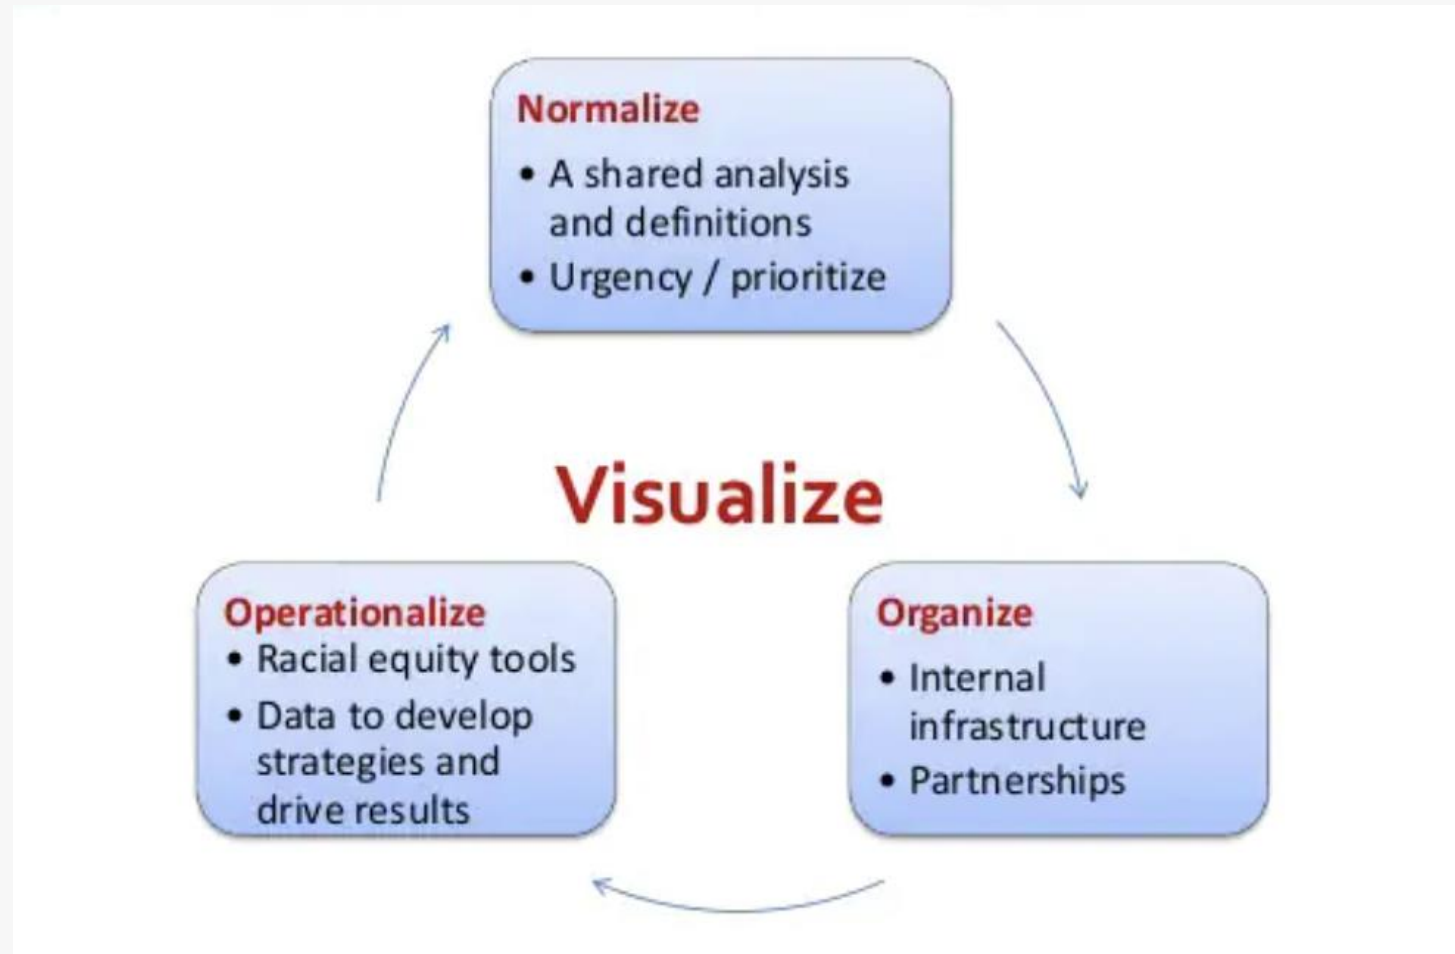 Normalize
• A shared analysis
and definitions
• Urgency / prioritize
Visualize
Operationalize
• Racial equity tools
• Data to develop
strategies and
drive results
Organize
• Internal
infrastructure
• Partnerships